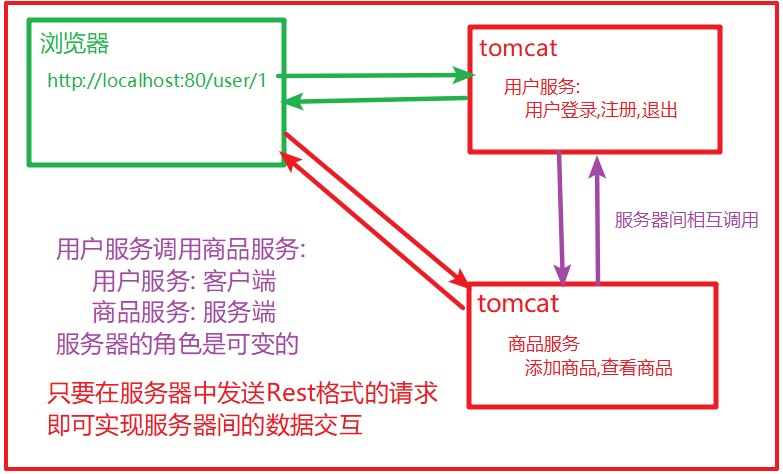 浏览器
http://localhost:80/user/1
tomcat
用户服务:
用户登录,注册,退出
服务器间相互调用
用户服务调用商品服务:
用户服务: 客户端
商品服务: 服务端
服务器的角色是可变的
tomcat
商品服务
添加商品,查看商品
只要在服务器中发送Rest格式的请求
即可实现服务器间的数据交互